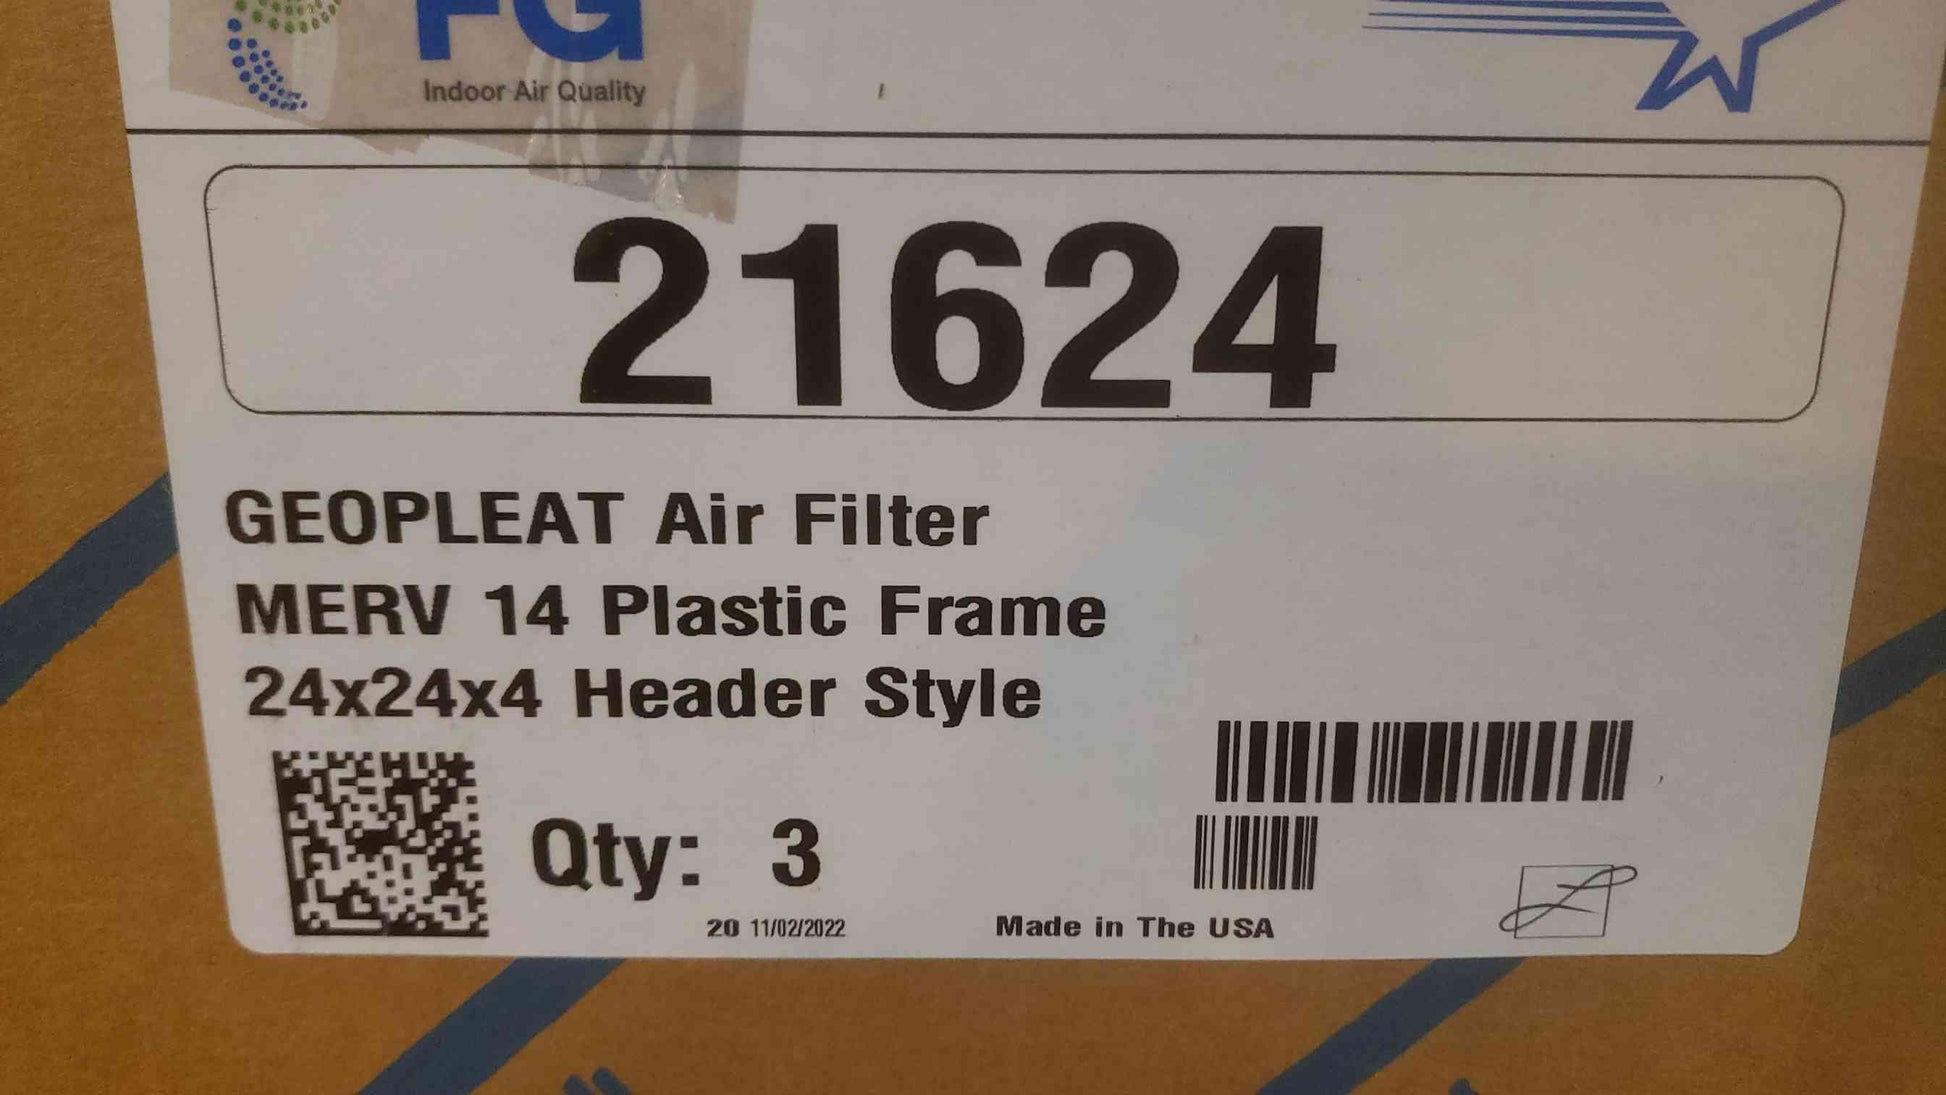 FG
Indoor Air Quality
21624
GEOPLEAT Air Filter
MERV 14 Plastic Frame
24x24x4 Header Style
Qty: 3
20 11/02/2022
Made in The USA